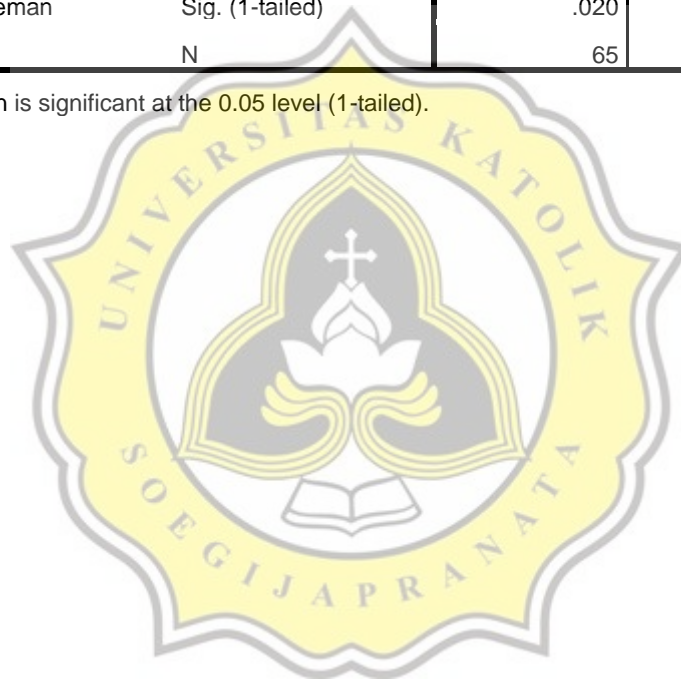 eman Sig. (1-tailed) .020
N 65
n is significant at the 0.05 level (1-tailed).
UNIVERSITAS KATOLIK
SOEGIJAPRANATA